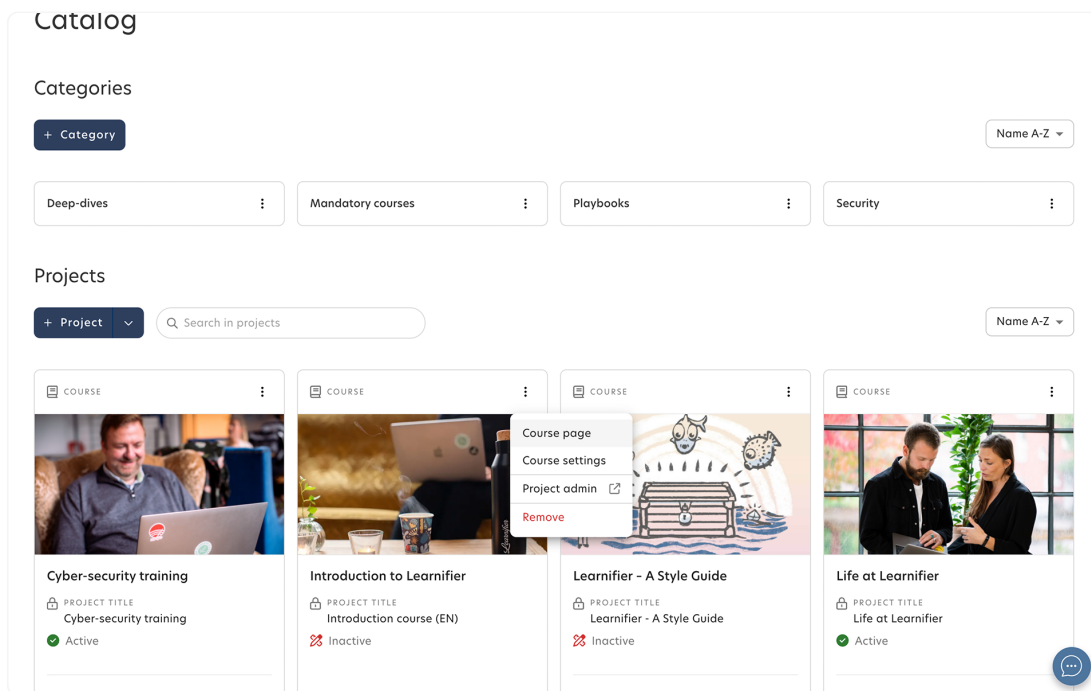 Catalog
Categories
+ Category
Name A-Z
Deep-dives
Mandatory courses
Playbooks
Security
Projects
+ Project
Search in projects
Name A-Z
COURSE
COURSE
COURSE
COURSE
Course page
Course settings
Project admin
Remove
Learnifier
Cyber-security training
Introduction to Learnifier
Learnifier – A Style Guide
Life at Learnifier
PROJECT TITLE
PROJECT TITLE
PROJECT TITLE
PROJECT TITLE
Cyber-security training
Introduction course (EN)
Learnifier - A Style Guide
Life at Learnifier
Active
Inactive
Inactive
Active